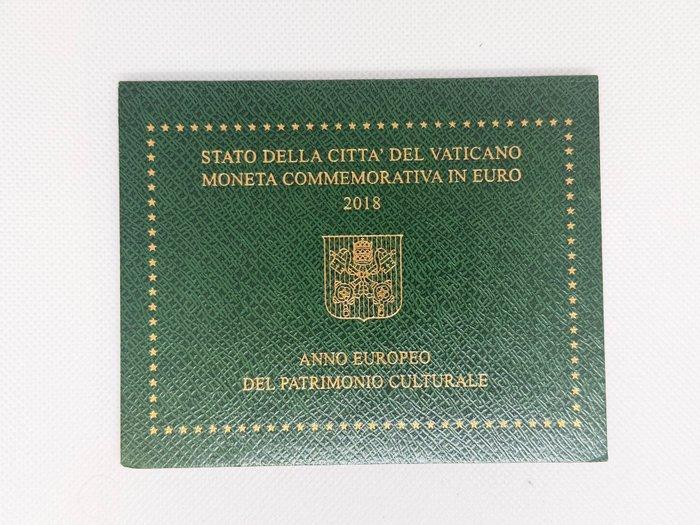 STATO DELLA CITTA' DEL VATICANO
MONETA COMMEMORATIVA IN EURO
2018
ANNO EUROPEO
DEL PATRIMONIO CULTURALE